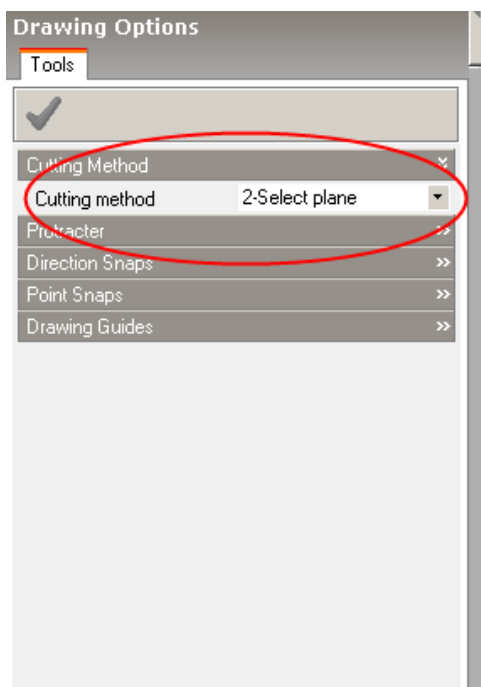 Drawing Options
Tools
Cutting Method
Cutting method 2-Select plane
Protracter
Direction Snaps
Point Snaps
Drawing Guides